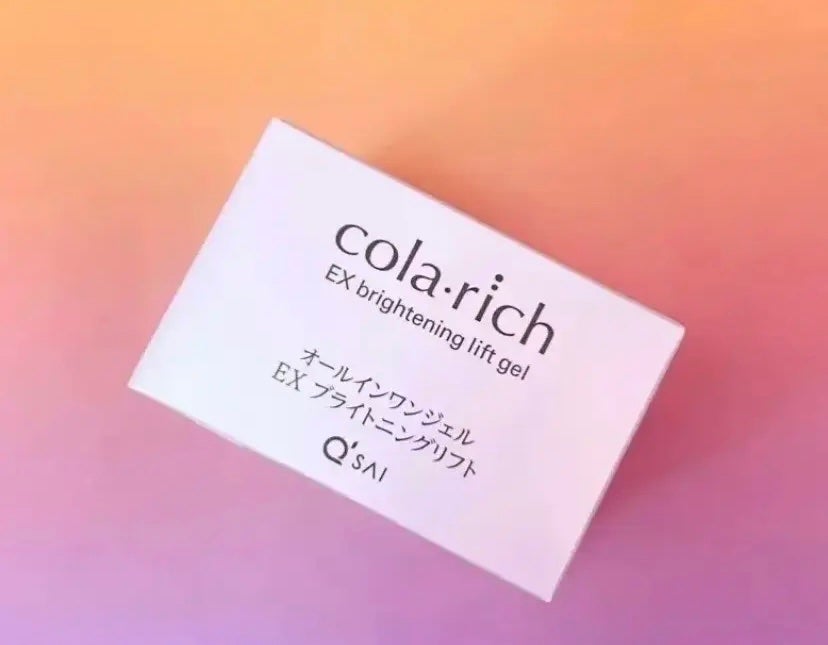 cola·rich
EX brightening lift gel
オールインワンジェル
EX ブライトニングリフト
Q'SAI